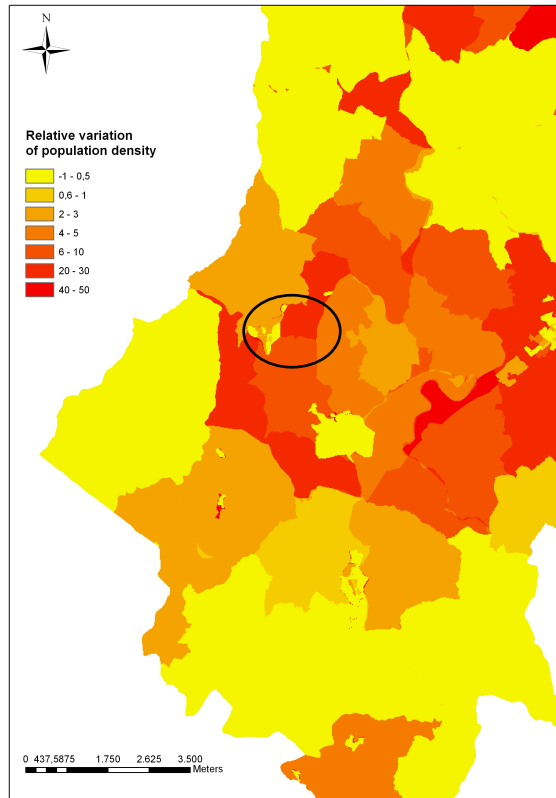 N
Relative variation
of population density
-1 - 0,5
0,6 - 1
2 - 3
4 - 5
6 - 10
20 - 30
40 - 50
0 437,5875 1.750 2.625 3.500
Meters